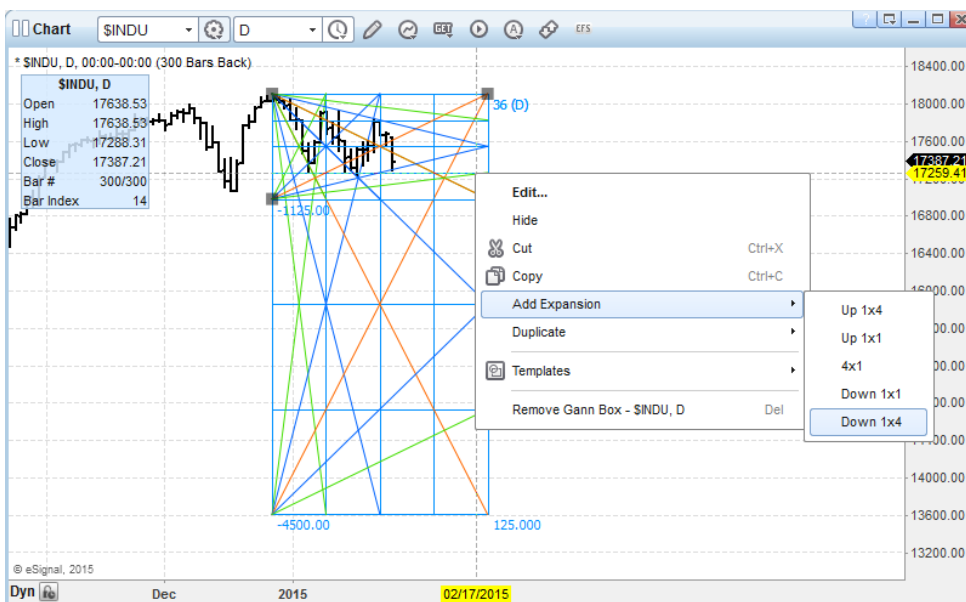 Chart
$INDU
D
GET
A
EFS
?
* $INDU, D, 00:00-00:00 (300 Bars Back)
$INDU, D
Open 17638.53
High 17638.53
Low 17288.31
Close 17387.21
Bar # 300/300
Bar Index 14
36 (D)
-1125.00
-4500.00
125.000
18400.00
18000.00
17600.00
17387.21
17259.41
16800.00
16400.00
14000.00
13600.00
13200.00
Edit...
Hide
Cut Ctrl+X
Copy Ctrl+C
Add Expansion
Duplicate
Templates
Remove Gann Box - $INDU, D Del
Up 1x4
Up 1x1
4x1
Down 1x1
Down 1x4
© eSignal, 2015
Dyn
Dec
2015
02/17/2015